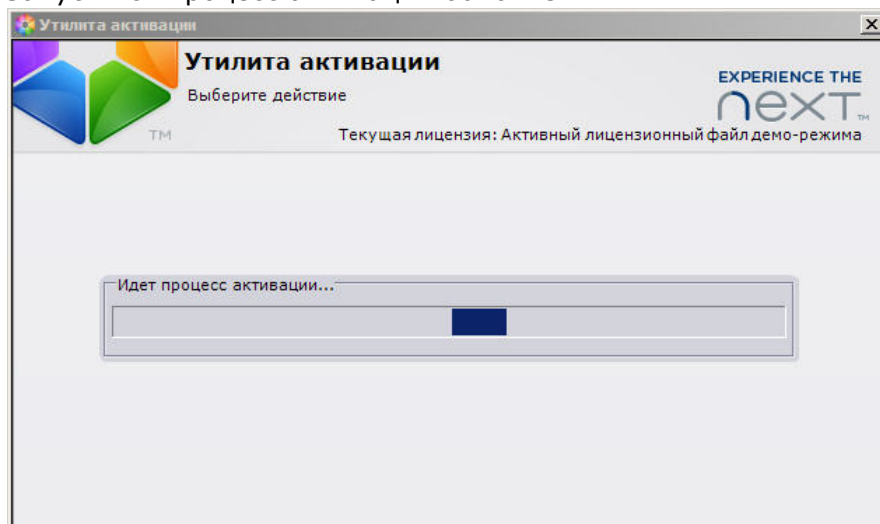 Утилита активации
Утилита активации
Выберите действие
EXPERIENCE THE
next
TM
TM
Текущая лицензия: Активный лицензионный файл демо-режима
Идет процесс активации...